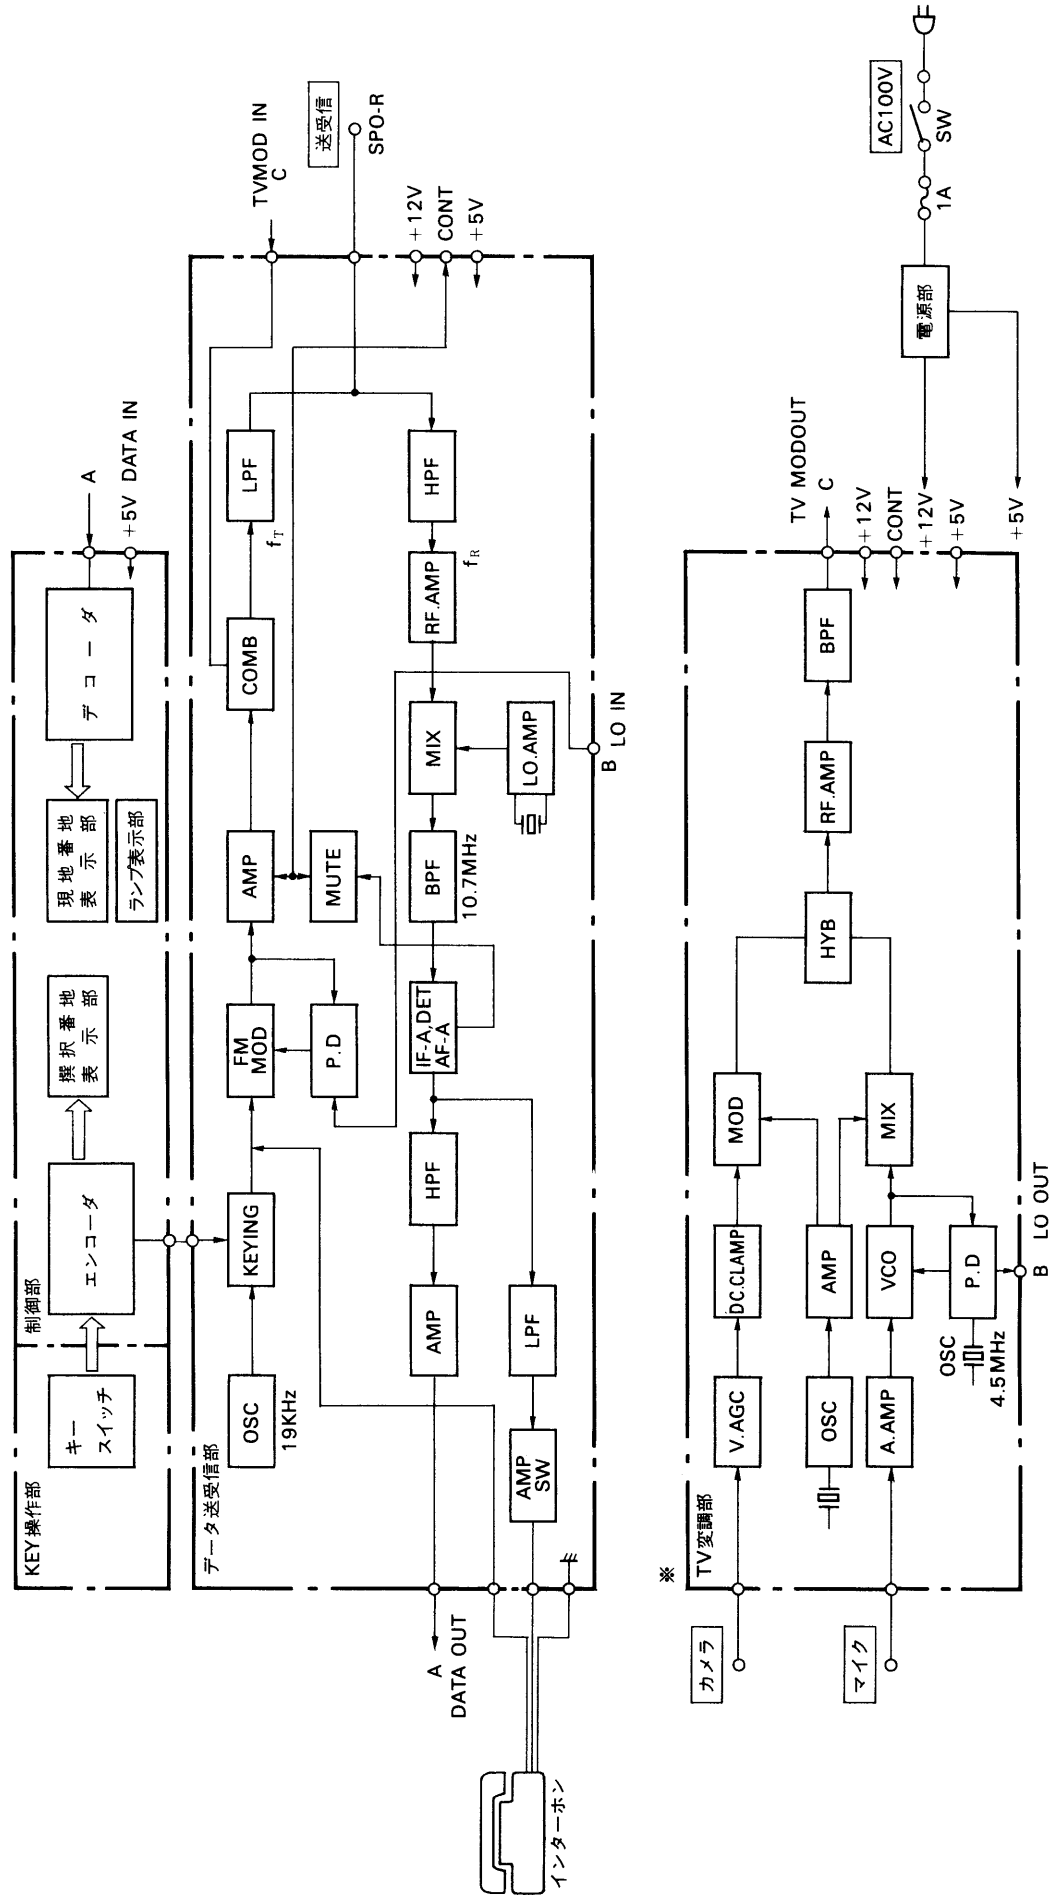 KEY操作部
キー
スイッチ
制御部
エンコーダ
撰択番地
表示部
現地番地
表示部
ランプ表示部
デコーダ
A
+5V DATA IN
データ送受信部
OSC
19KHz
KEYING
FM
MOD
P.D
AMP
MUTE
COMB
fT
LPF
TVMOD IN
C
送受信
SPO-R
+12V
CONT
+5V
HPF
RF.AMP
fR
MIX
LO.AMP
BPF
10.7MHz
IF-A,DET
AF-A
HPF
AMP
LPF
AMP
SW
B LO IN
A
DATA OUT
インターホン
※
TV変調部
カメラ
マイク
V.AGC
DC.CLAMP
MOD
OSC
AMP
A.AMP
VCO
MIX
P.D
OSC
4.5MHz
B LO OUT
HYB
RF.AMP
BPF
TV MODOUT
C
+12V
CONT
+12V
+5V
+5V
電源部
1A
SW
AC100V